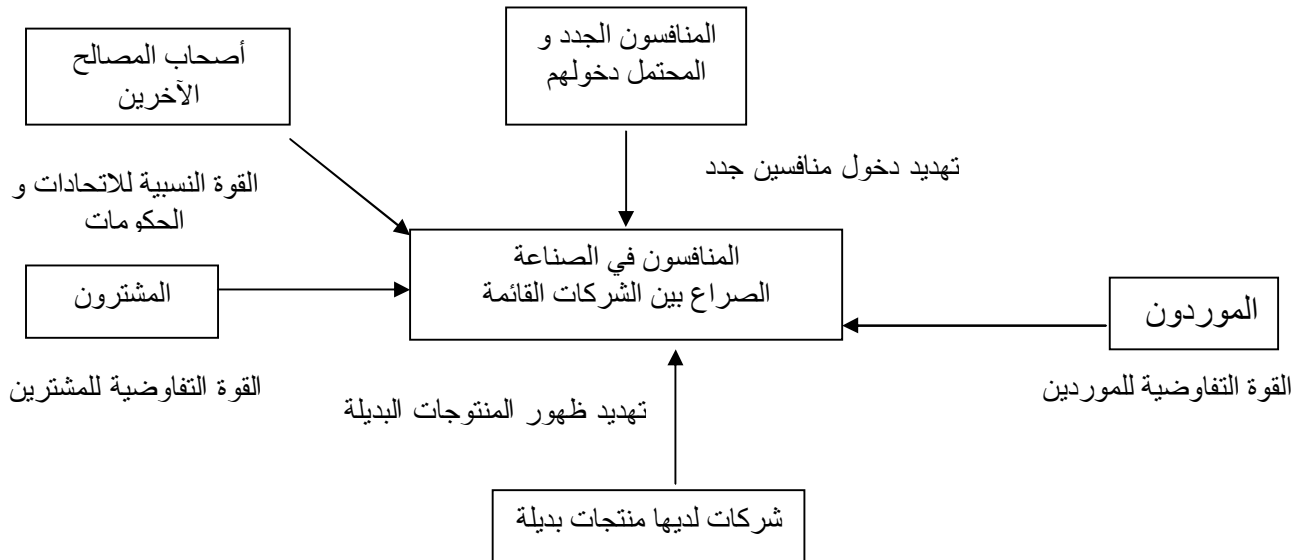 المنافسون الجدد و
المحتمل دخولهم
أصحاب المصالح
الآخرين
تهديد دخول منافسين جدد
القوة النسبية للاتحادات و
الحكومات
المنافسون في الصناعة
الصراع بين الشركات القائمة
الموردون
المشترون
القوة التفاوضية للموردين
القوة التفاوضية للمشترين
تهديد ظهور المنتوجات البديلة
شركات لديها منتجات بديلة